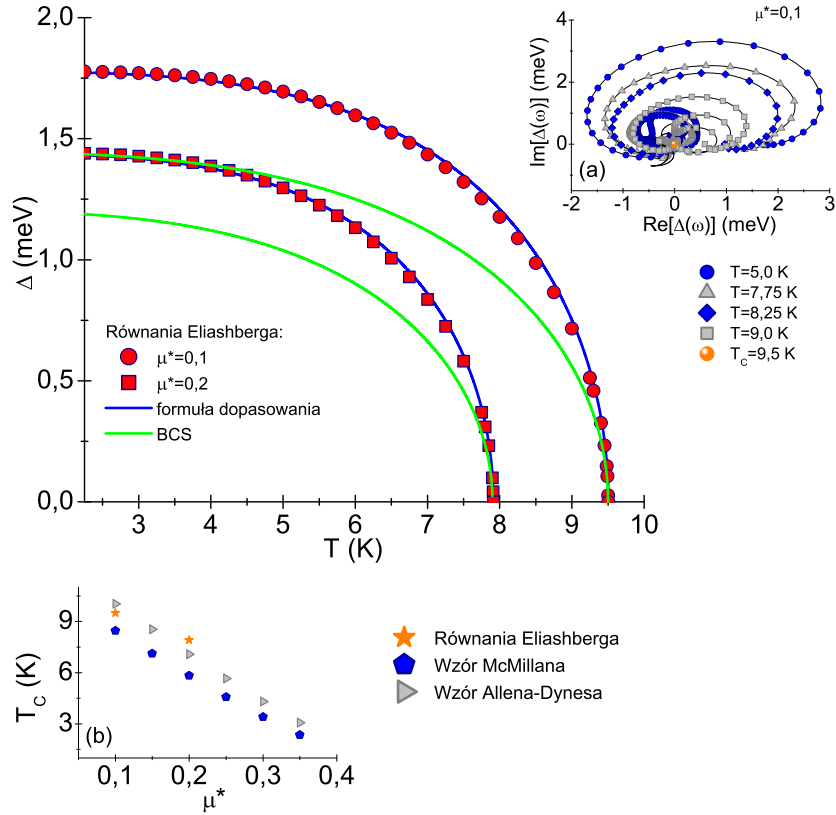 2,0
1,5
1,0
0,5
0,0
Δ (meV)
3 4 5 6 7 8 9 10
T (K)
Równania Eliashberga:
μ*=0,1
μ*=0,2
formuła dopasowania
BCS
μ*=0,1
4
2
0
Im[Δ(ω)] (meV)
(a)
-2 -1 0 1 2 3
Re[Δ(ω)] (meV)
T=5,0 K
T=7,75 K
T=8,25 K
T=9,0 K
T_C=9,5 K
9
6
3
T_C (K)
(b)
0,1 0,2 0,3 0,4
μ*
Równania Eliashberga
Wzór McMillana
Wzór Allena-Dynesa